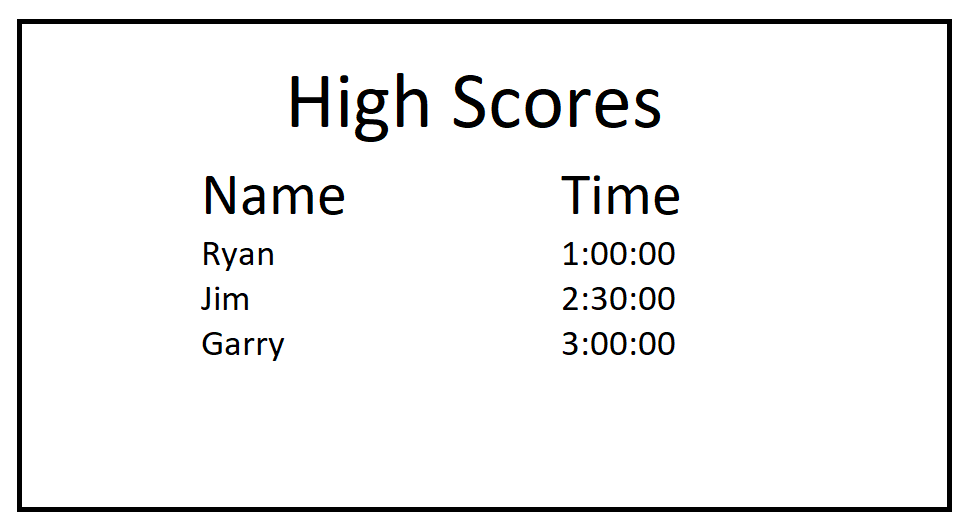 High Scores
Name Time
Ryan 1:00:00
Jim 2:30:00
Garry 3:00:00